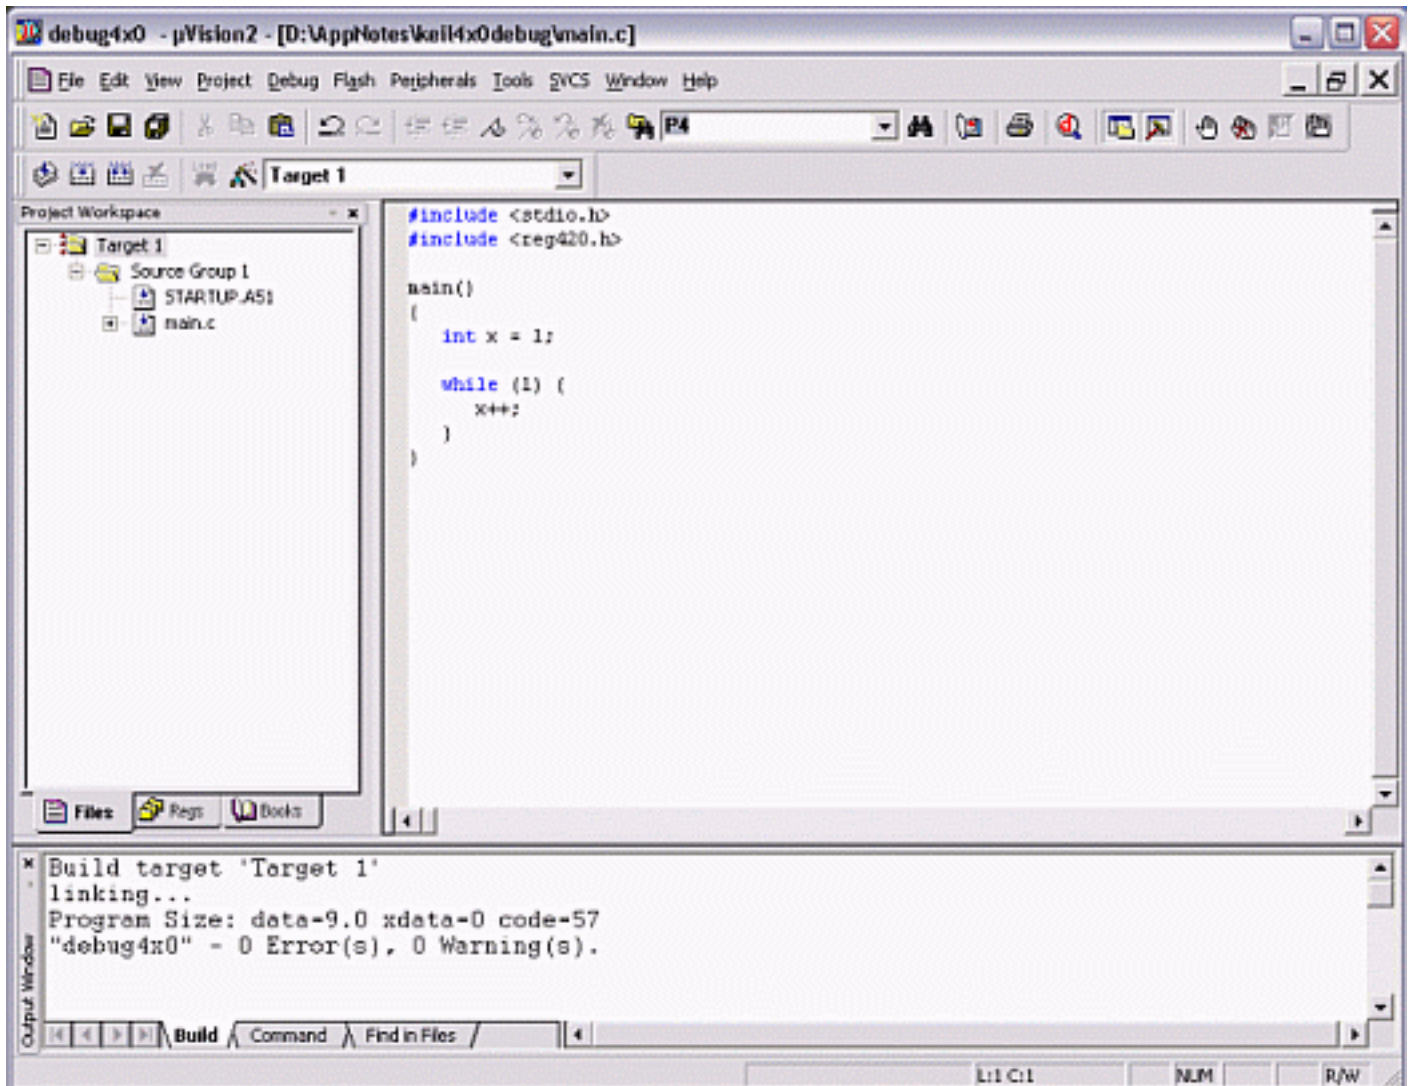 debug4x0 - µVision2 - [D:\AppNotes\keil4x0debug\main.c]
File Edit View Project Debug Flash Peripherals Tools SVCS Window Help
P4
Target 1
Project Workspace
Target 1
Source Group 1
STARTUP.A51
main.c
#include <stdio.h>
#include <reg420.h>
main()
{
int x = 1;
while (1) {
x++;
}
}
Files Regs Books
Build target 'Target 1'
linking...
Program Size: data=9.0 xdata=0 code=57
"debug4x0" - 0 Error(s), 0 Warning(s).
Output Window
Build Command Find in Files
L:1 C:1 NUM R/W